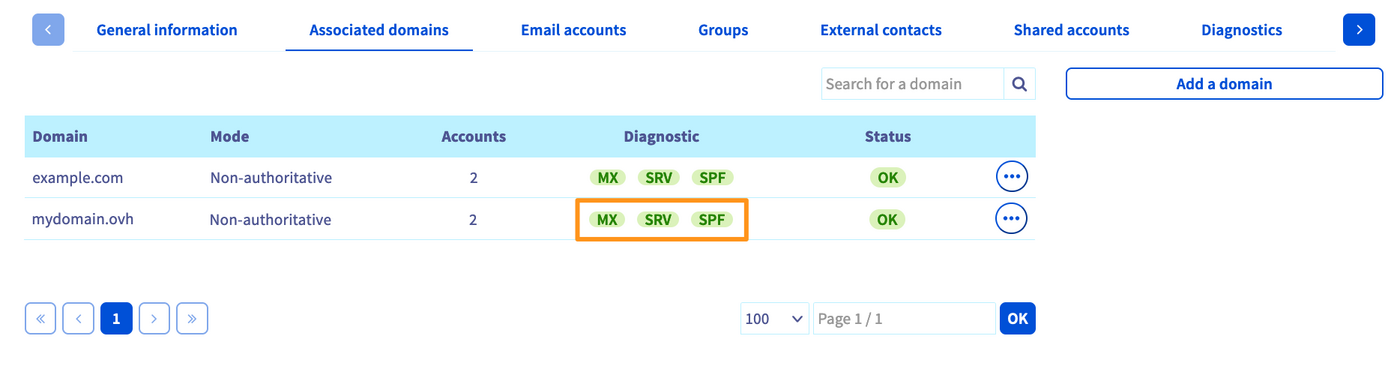 General information Associated domains Email accounts Groups External contacts Shared accounts Diagnostics
Search for a domain Add a domain
Domain Mode Accounts Diagnostic Status
example.com Non-authoritative 2 MX SRV SPF OK
mydomain.ovh Non-authoritative 2 MX SRV SPF OK
« ‹ 1 › » 100 Page 1 / 1 OK